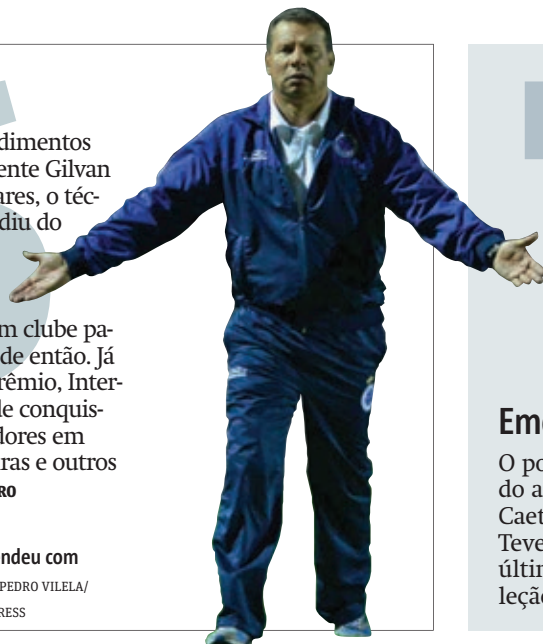 dimentos
ente Gilvan
ares, o téc-
diu do
m clube pa-
de então. Já
rêmio, Inter-
le conquis-
dores em
ras e outros
RO
ndeu com
PEDRO VILELA/
RESS
Em
O po
do a
Caet
Teve
últin
leção